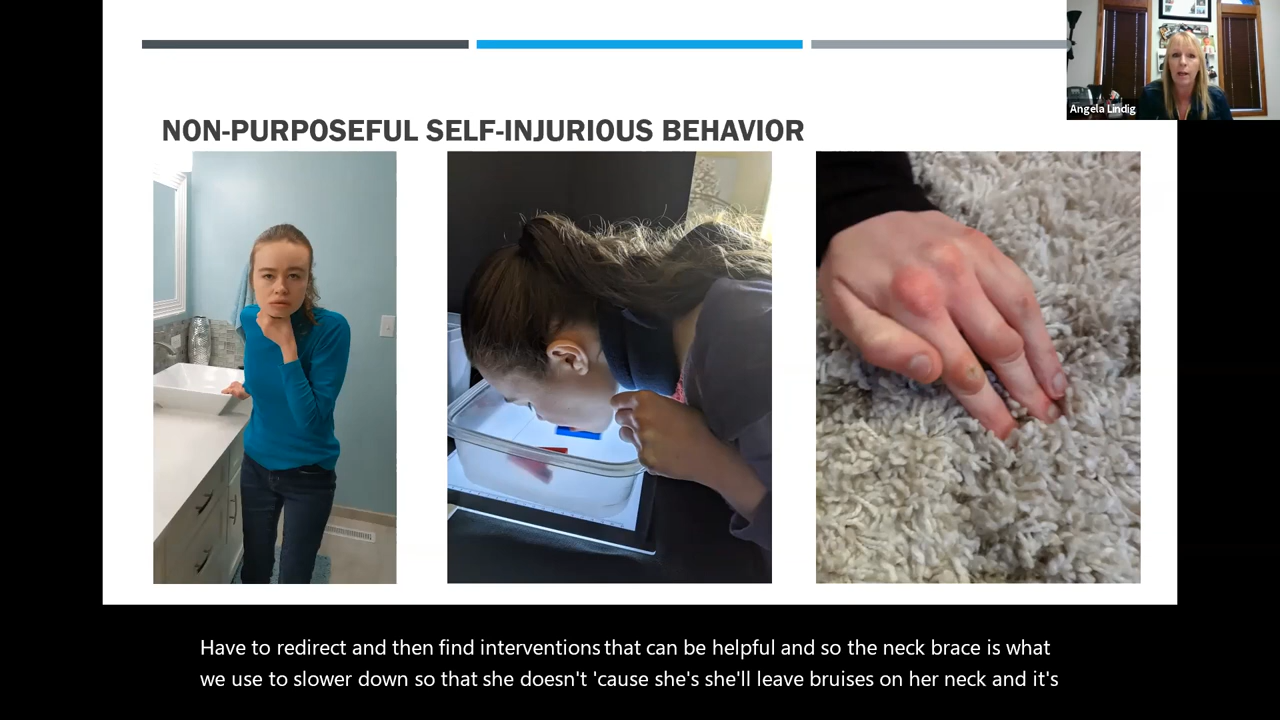 Angela Lindig
NON-PURPOSEFUL SELF-INJURIOUS BEHAVIOR
Have to redirect and then find interventions that can be helpful and so the neck brace is what
we use to slower down so that she doesn't 'cause she's she'll leave bruises on her neck and it's